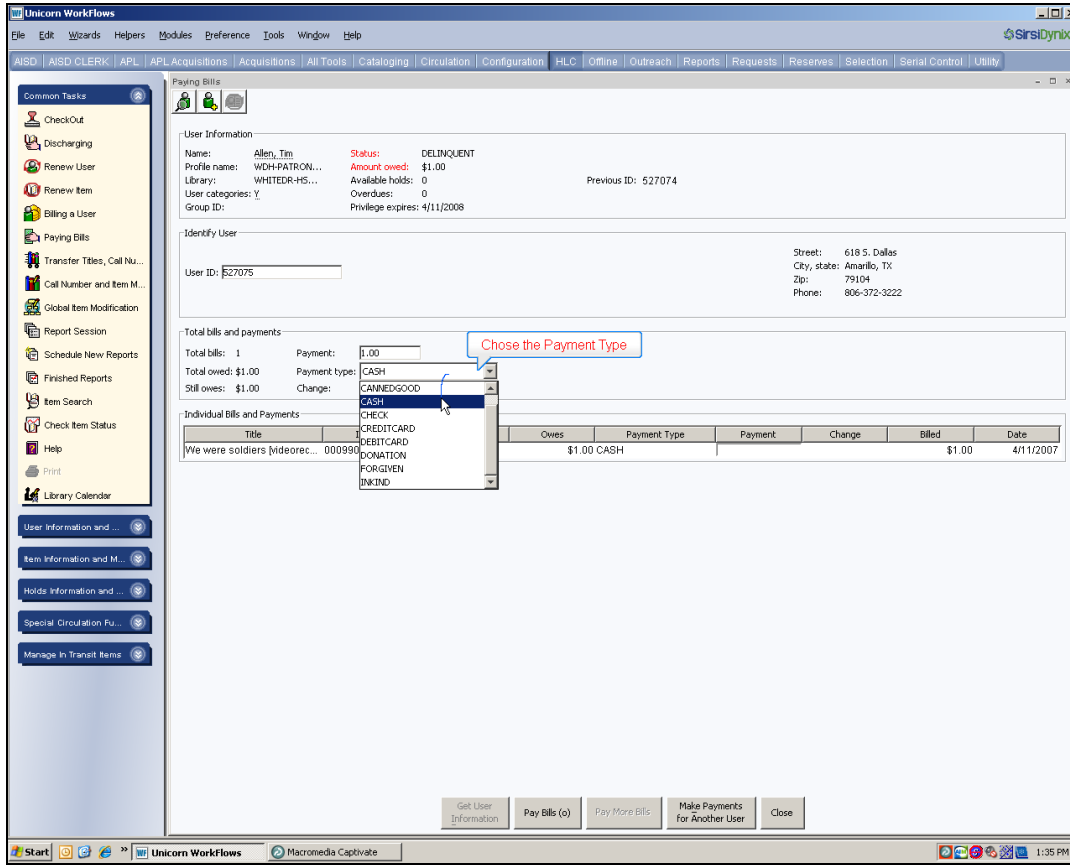 Unicorn WorkFlows
File Edit Wizards Helpers Modules Preference Tools Window Help
SirsiDynix
AISD AISD CLERK APL APL Acquisitions Acquisitions All Tools Cataloging Circulation Configuration HLC Offline Outreach Reports Requests Reserves Selection Serial Control Utility
Common Tasks
CheckOut
Discharging
Renew User
Renew Item
Billing a User
Paying Bills
Transfer Titles, Call Nu...
Call Number and Item M...
Global Item Modification
Report Session
Schedule New Reports
Finished Reports
Item Search
Check Item Status
Help
Print
Library Calendar
User Information and ...
Item Information and M...
Holds Information and ...
Special Circulation Fu...
Manage In Transit Items
Paying Bills
User Information
Name: Allen, Tim Status: DELINQUENT
Profile name: WDH-PATRON... Amount owed: $1.00
Library: WHITEDR-HS... Available holds: 0 Previous ID: 527074
User categories: Y Overdues: 0
Group ID: Privilege expires: 4/11/2008
Identify User
User ID: 527075
Street: 618 S. Dallas
City, state: Amarillo, TX
Zip: 79104
Phone: 806-372-3222
Total bills and payments
Total bills: 1 Payment: 1.00
Chose the Payment Type
Total owed: $1.00 Payment type: CASH
Still owes: $1.00 Change:
CANNEDGOOD
CASH
CHECK
CREDITCARD
DEBITCARD
DONATION
FORGIVEN
INKIND
Individual Bills and Payments
Title Owes Payment Type Payment Change Billed Date
We were soldiers [videorec... 000990 $1.00 CASH $1.00 4/11/2007
Get User Information Pay Bills (o) Pay More Bills Make Payments for Another User Close
Start Unicorn WorkFlows Macromedia Captivate 1:35 PM